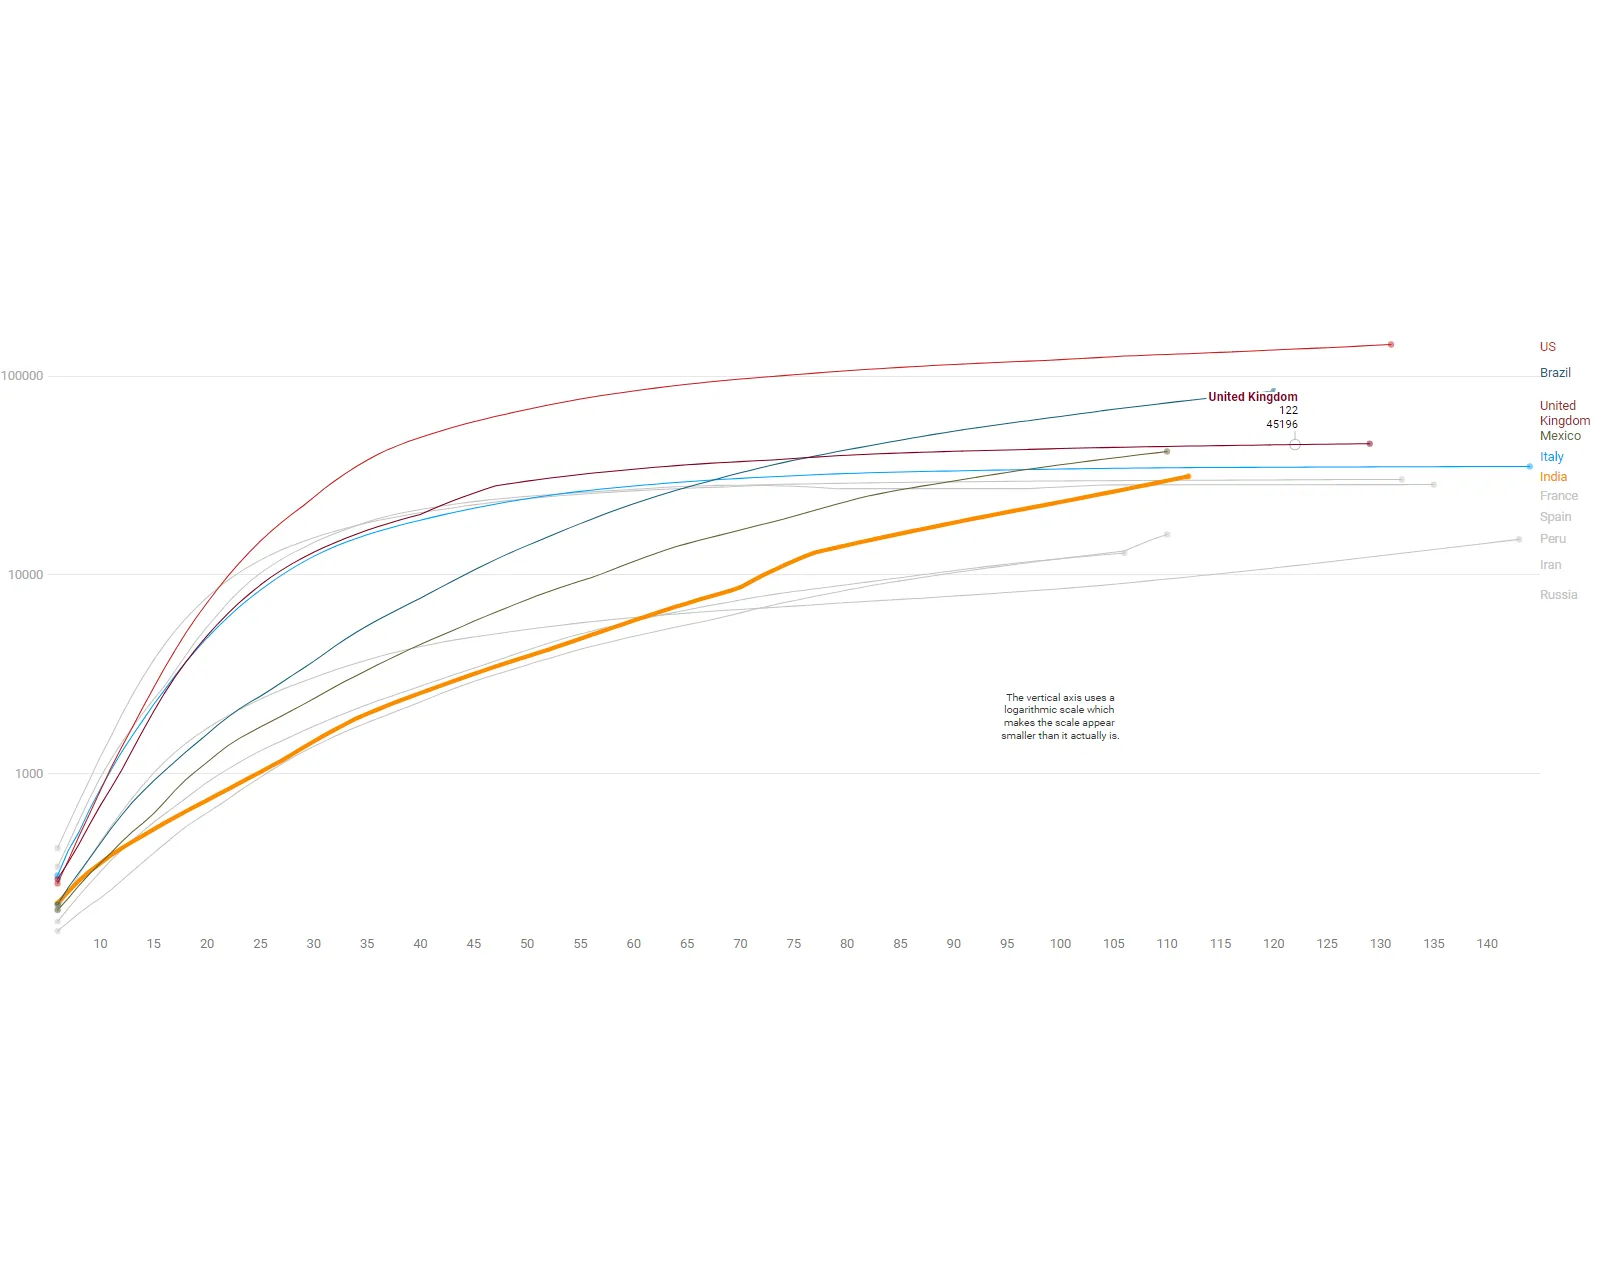 US
100000
Brazil
United Kingdom
122
45196
United
Kingdom
Mexico
Italy
India
France
Spain
Peru
Iran
10000
Russia
The vertical axis uses a
logarithmic scale which
makes the scale appear
smaller than it actually is.
1000
10 15 20 25 30 35 40 45 50 55 60 65 70 75 80 85 90 95 100 105 110 115 120 125 130 135 140